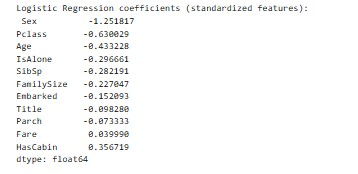 Logistic Regression coefficients (standardized features):
Sex -1.251817
Pclass -0.630029
Age -0.433228
IsAlone -0.296661
SibSp -0.282191
FamilySize -0.227047
Embarked -0.152093
Title -0.098280
Parch -0.073333
Fare 0.039990
HasCabin 0.356719
dtype: float64